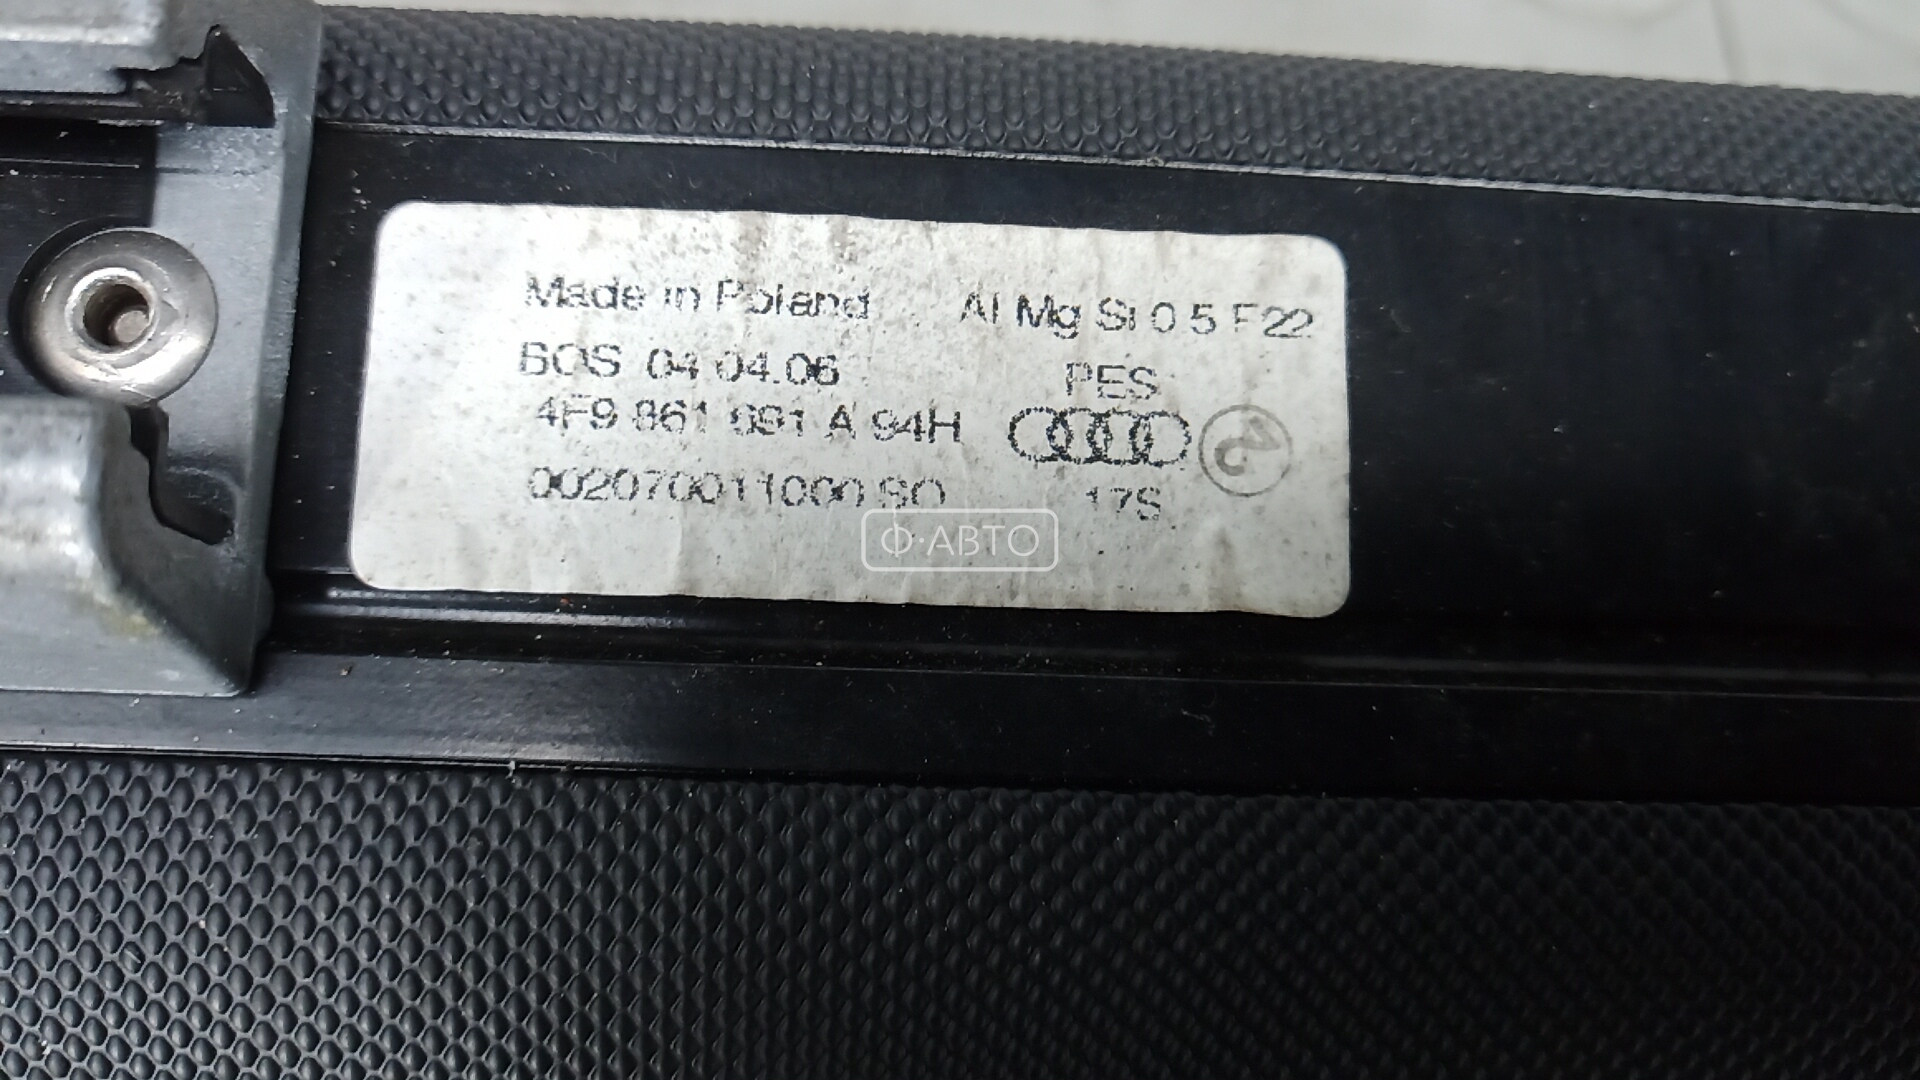 Made in Poland Al Mg Si 0.5 F22
BOS 04.04.06 PES
4F9 861 691 A 94H
002070011000 SO 17S
Ф·АВТО